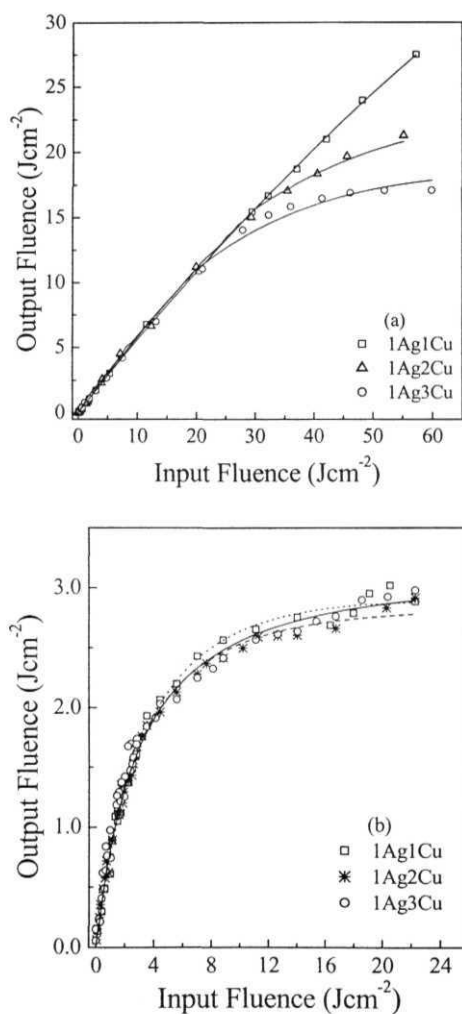 30
25
20
15
10
5
0
Output Fluence (Jcm⁻²)
(a)
1Ag1Cu
1Ag2Cu
1Ag3Cu
0 10 20 30 40 50 60
Input Fluence (Jcm⁻²)
3.0
2.0
1.0
0.0
Output Fluence (Jcm⁻²)
(b)
1Ag1Cu
1Ag2Cu
1Ag3Cu
0 4 8 12 16 20 24
Input Fluence (Jcm⁻²)